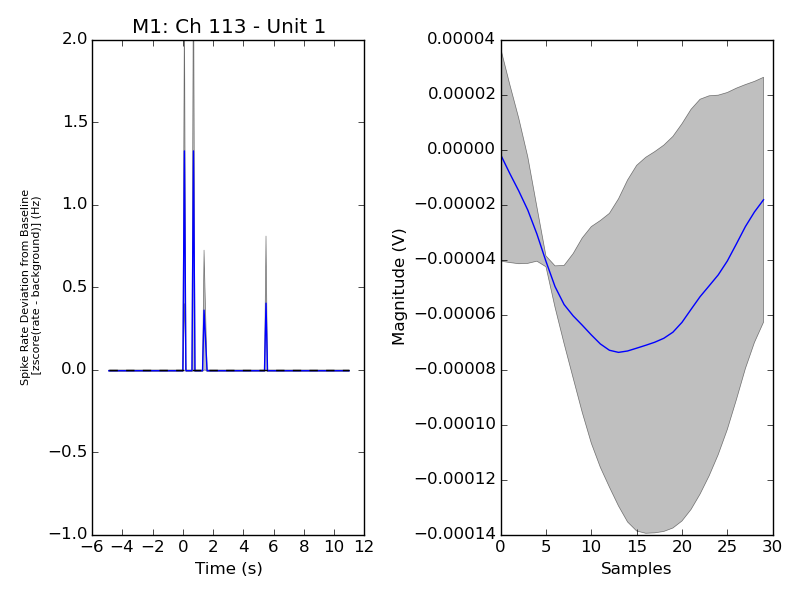 M1: Ch 113 - Unit 1
Spike Rate Deviation from Baseline
[zscore(rate - background)] (Hz)
2.0
1.5
1.0
0.5
0.0
−0.5
−1.0
−6 −4 −2 0 2 4 6 8 10 12
Time (s)
Magnitude (V)
0.00004
0.00002
0.00000
−0.00002
−0.00004
−0.00006
−0.00008
−0.00010
−0.00012
−0.00014
0 5 10 15 20 25 30
Samples